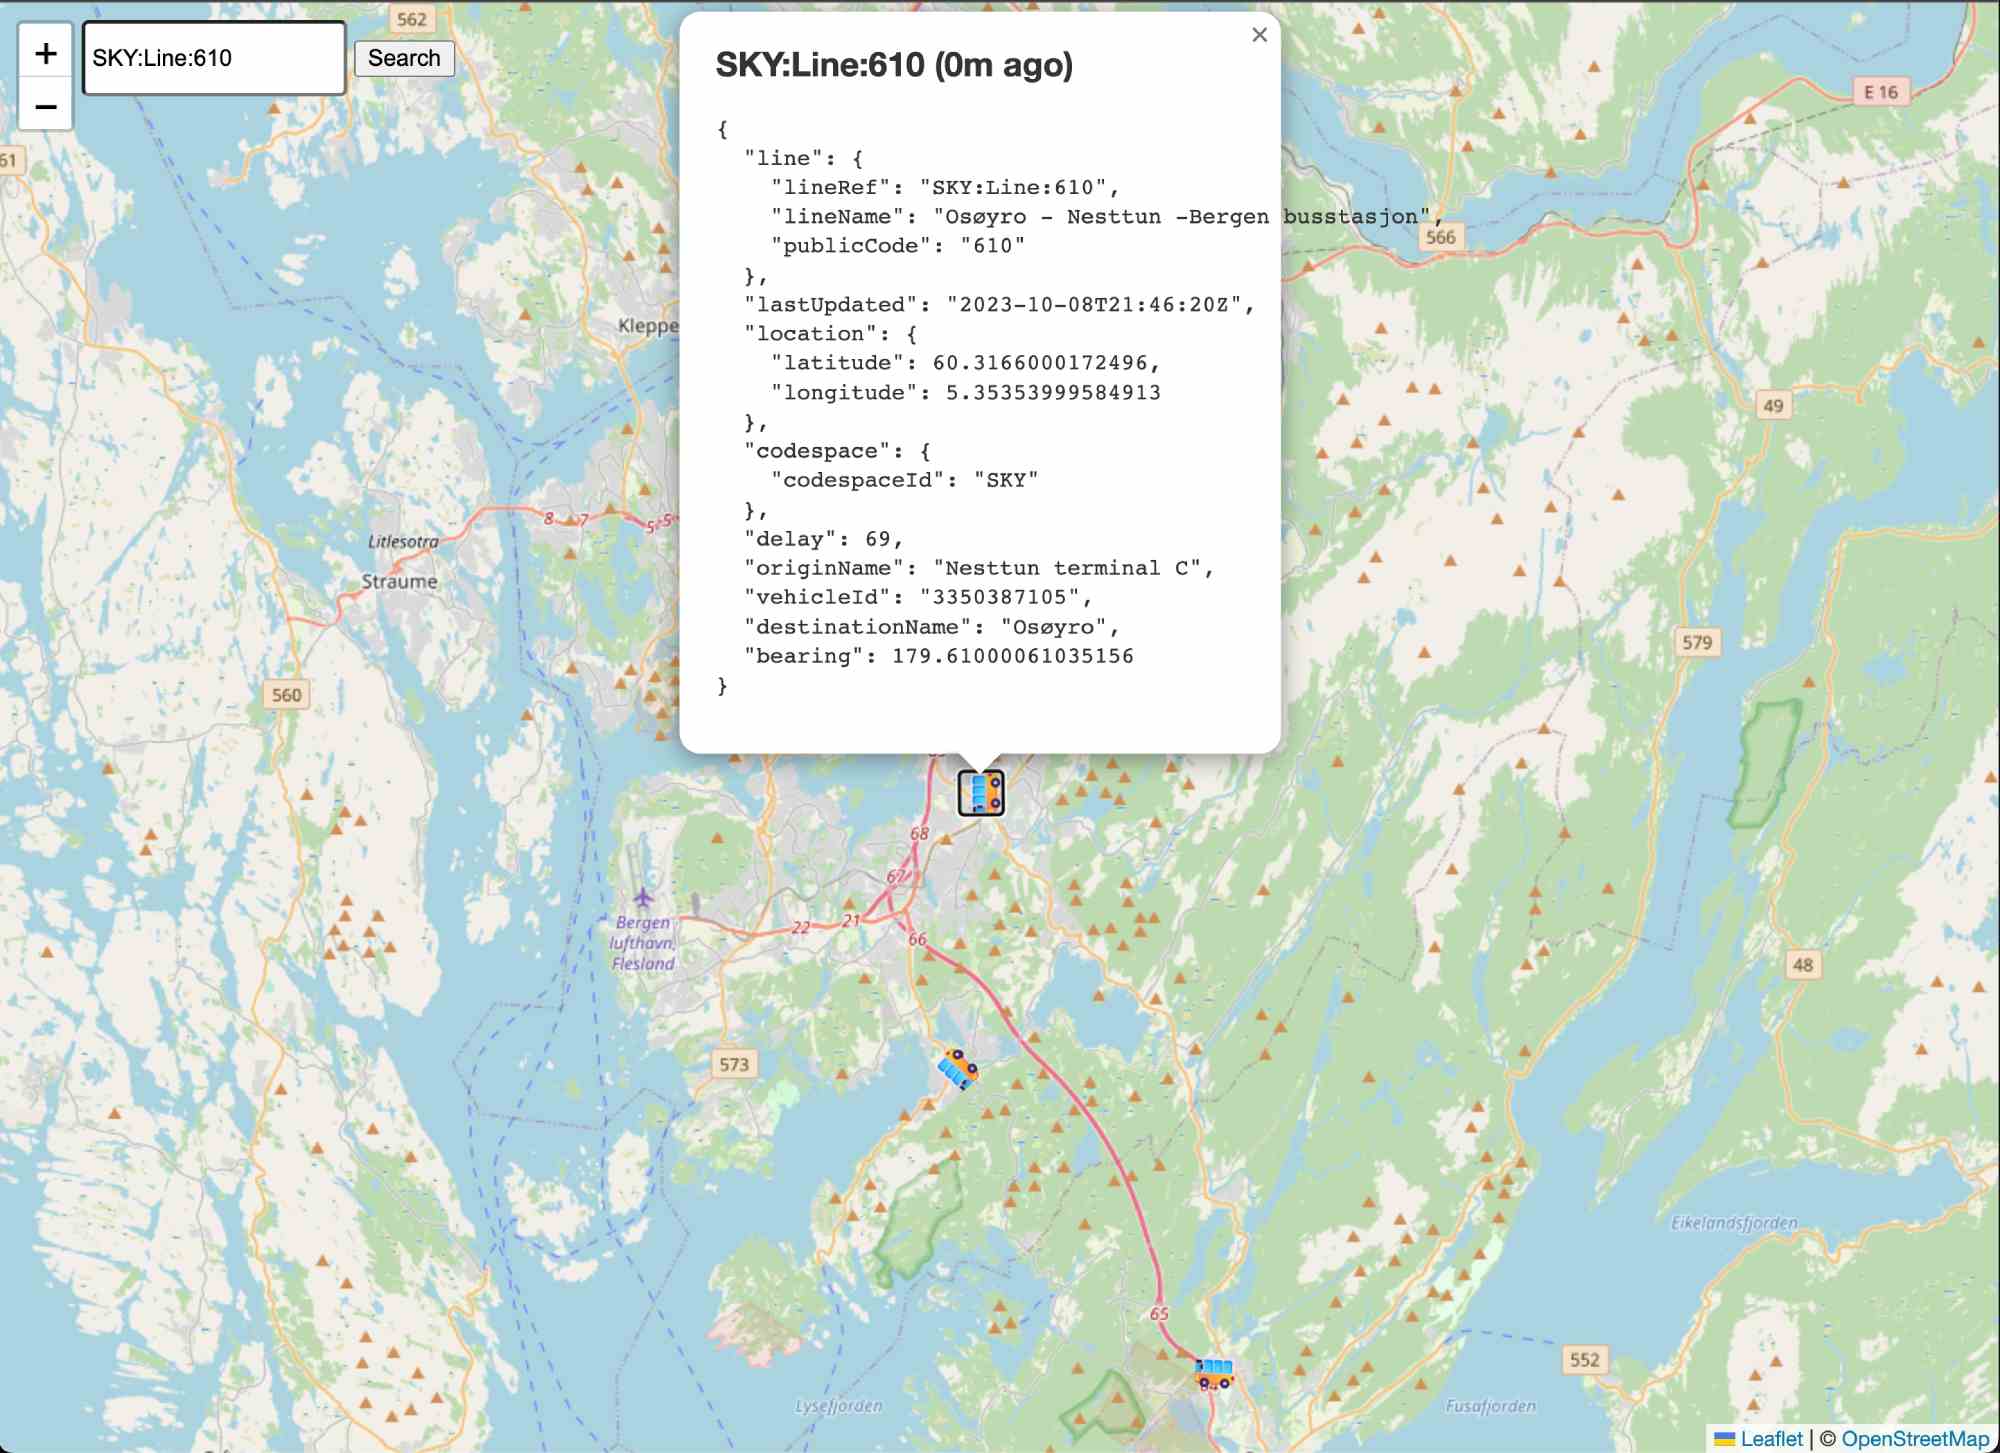 +
−
SKY:Line:610
Search
562
61
E 16
566
Kleppe
49
8
7
5
5
Litlesotra
Straume
579
560
SKY:Line:610 (0m ago)
×
{
"line": {
"lineRef": "SKY:Line:610",
"lineName": "Osøyro - Nesttun -Bergen busstasjon",
"publicCode": "610"
},
"lastUpdated": "2023-10-08T21:46:20Z",
"location": {
"latitude": 60.3166000172496,
"longitude": 5.35353999584913
},
"codespace": {
"codespaceId": "SKY"
},
"delay": 69,
"originName": "Nesttun terminal C",
"vehicleId": "3350387105",
"destinationName": "Osøyro",
"bearing": 179.61000061035156
}
68
67
Bergen
lufthavn,
Flesland
22
21
66
48
573
Eikelandsfjorden
65
552
Lysefjorden
Fusafjorden
Leaflet | © OpenStreetMap